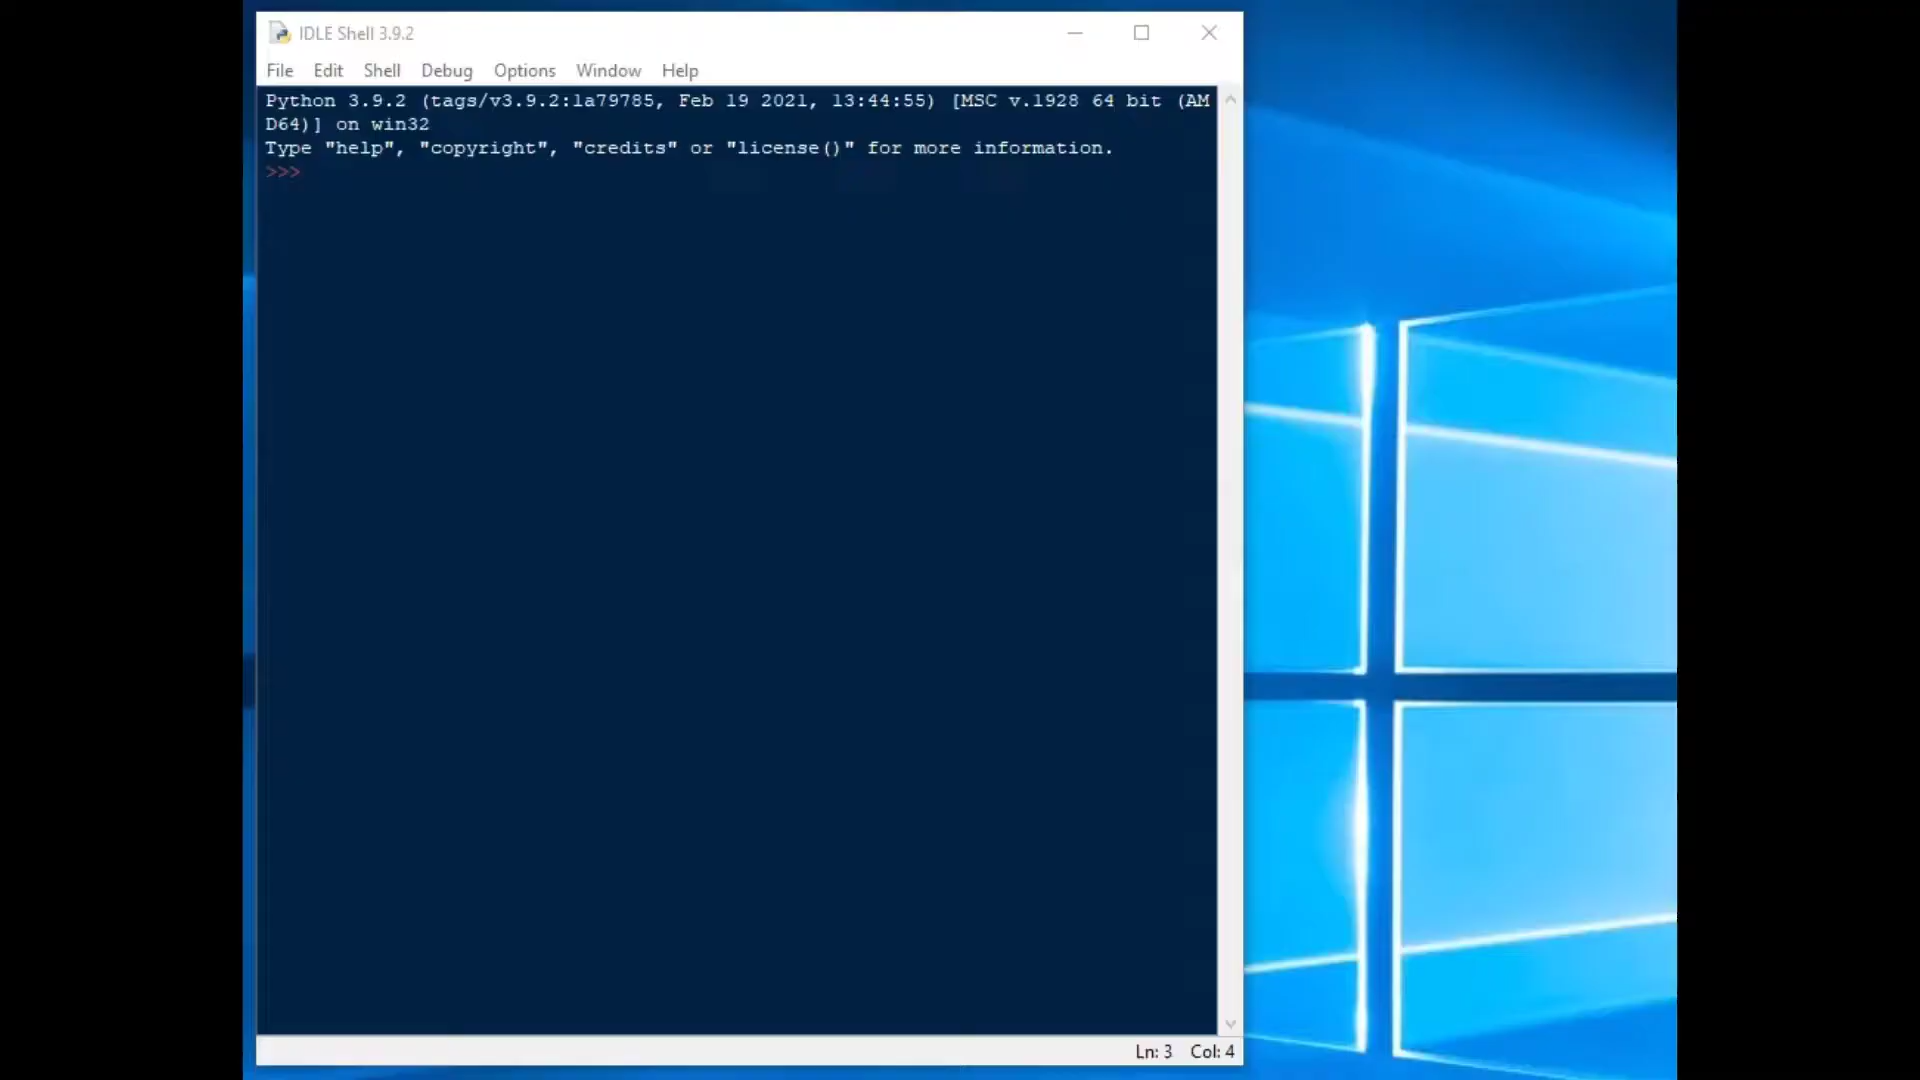 IDLE Shell 3.9.2
File Edit Shell Debug Options Window Help
Python 3.9.2 (tags/v3.9.2:1a79785, Feb 19 2021, 13:44:55) [MSC v.1928 64 bit (AM
D64)] on win32
Type "help", "copyright", "credits" or "license()" for more information.
>>>
Ln: 3 Col: 4